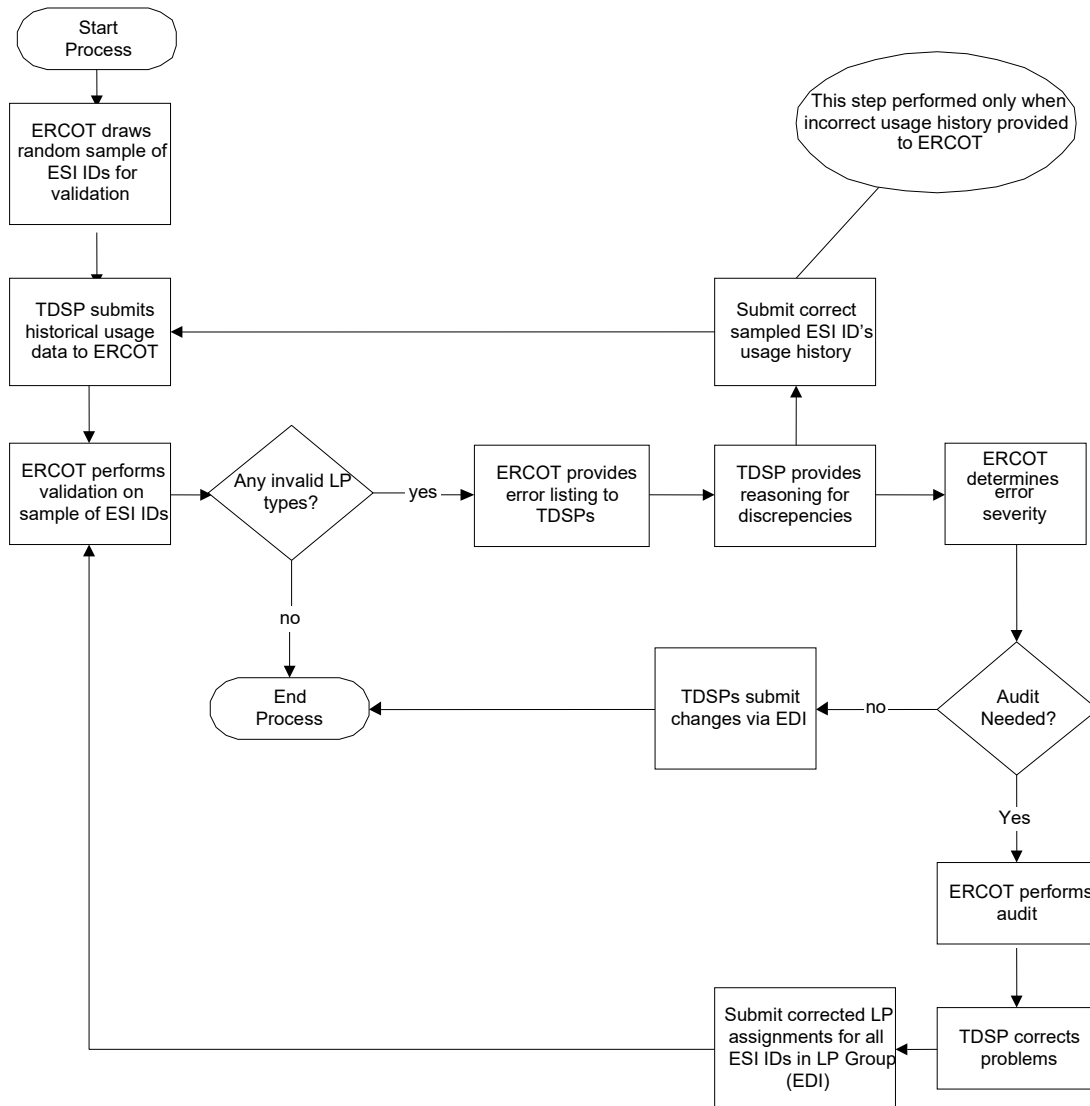 Start
Process
This step performed only when
incorrect usage history provided
to ERCOT
ERCOT draws
random sample of
ESI IDs for
validation
TDSP submits
historical usage
data to ERCOT
Submit correct
sampled ESI ID’s
usage history
ERCOT performs
validation on
sample of ESI IDs
Any invalid LP
types?
yes
ERCOT provides
error listing to
TDSPs
TDSP provides
reasoning for
discrepencies
ERCOT
determines
error
severity
no
End
Process
TDSPs submit
changes via EDI
no
Audit
Needed?
Yes
ERCOT performs
audit
Submit corrected LP
assignments for all
ESI IDs in LP Group
(EDI)
TDSP corrects
problems